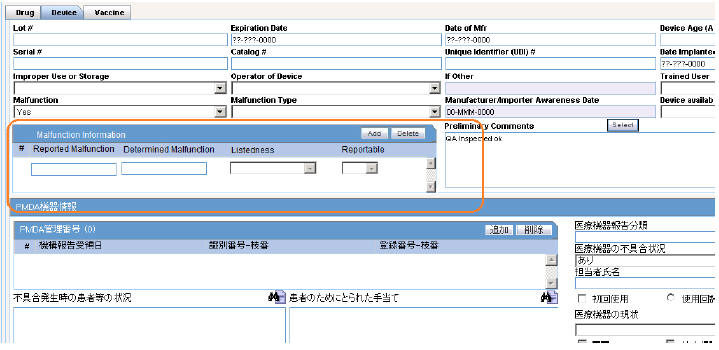 Drug Device Vaccine
Lot # Expiration Date Date of Mfr Device Age (A
??-???-0000 ??-???-0000
Serial # Catalog # Unique Identifier (UDI) # Date Implante
??-???-0000
Improper Use or Storage Operator of Device If Other Trained User
Malfunction Malfunction Type Manufacturer/Importer Awareness Date Device availab
Yes 00-MMM-0000
Malfunction Information Add Delete
Preliminary Comments Select
# Reported Malfunction Determined Malfunction Listedness Reportable
QA Inspected ok
PMDA機器情報
PMDA管理番号 (0) 追加 削除
# 機構報告受領日 識別番号-枝番 登録番号-枝番
医療機器報告分類
医療機器の不具合状況
あり
担当者氏名
不具合発生時の患者等の状況 患者のためにとられた手当て
初回使用 使用回数
医療機器の現状